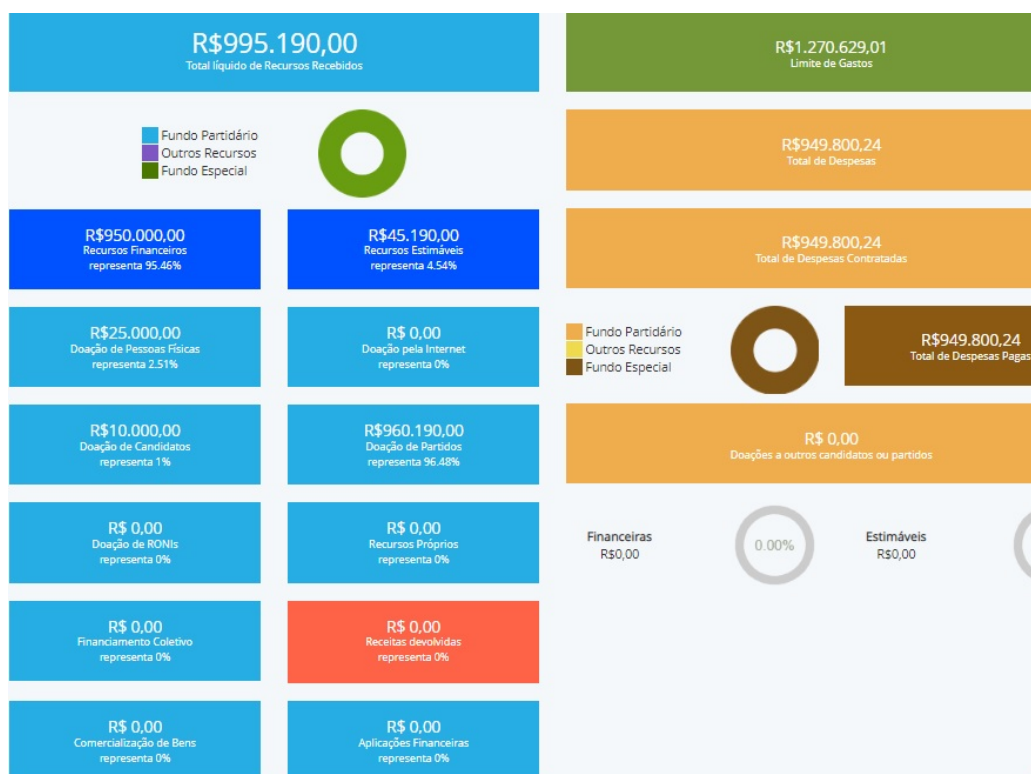 R$995.190,00
Total líquido de Recursos Recebidos
Fundo Partidário
Outros Recursos
Fundo Especial
R$950.000,00
Recursos Financeiros
representa 95.46%
R$45.190,00
Recursos Estimáveis
representa 4.54%
R$25.000,00
Doação de Pessoas Físicas
representa 2.51%
R$ 0,00
Doação pela Internet
representa 0%
R$10.000,00
Doação de Candidatos
representa 1%
R$960.190,00
Doação de Partidos
representa 96.48%
R$ 0,00
Doação de RONIs
representa 0%
R$ 0,00
Recursos Próprios
representa 0%
R$ 0,00
Financiamento Coletivo
representa 0%
R$ 0,00
Receitas devolvidas
representa 0%
R$ 0,00
Comercialização de Bens
representa 0%
R$ 0,00
Aplicações Financeiras
representa 0%
R$1.270.629,01
Limite de Gastos
R$949.800,24
Total de Despesas
R$949.800,24
Total de Despesas Contratadas
Fundo Partidário
Outros Recursos
Fundo Especial
R$949.800,24
Total de Despesas Pagas
R$ 0,00
Doações a outros candidatos ou partidos
Financeiras
R$0,00
0.00%
Estimáveis
R$0,00